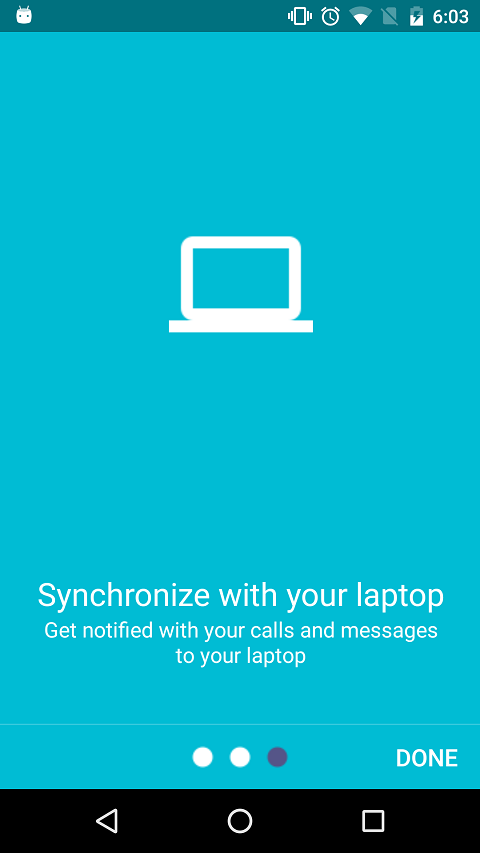 6:03
Synchronize with your laptop
Get notified with your calls and messages
to your laptop
DONE